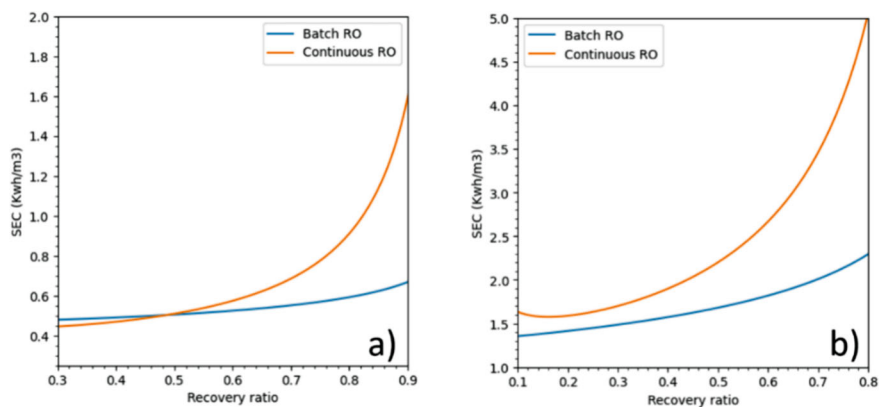 2.0
1.8
1.6
1.4
1.2
1.0
0.8
0.6
0.4
SEC (Kwh/m3)
Batch RO
Continuous RO
a)
0.3 0.4 0.5 0.6 0.7 0.8 0.9
Recovery ratio
5.0
4.5
4.0
3.5
3.0
2.5
2.0
1.5
1.0
SEC (Kwh/m3)
Batch RO
Continuous RO
b)
0.1 0.2 0.3 0.4 0.5 0.6 0.7 0.8
Recovery ratio